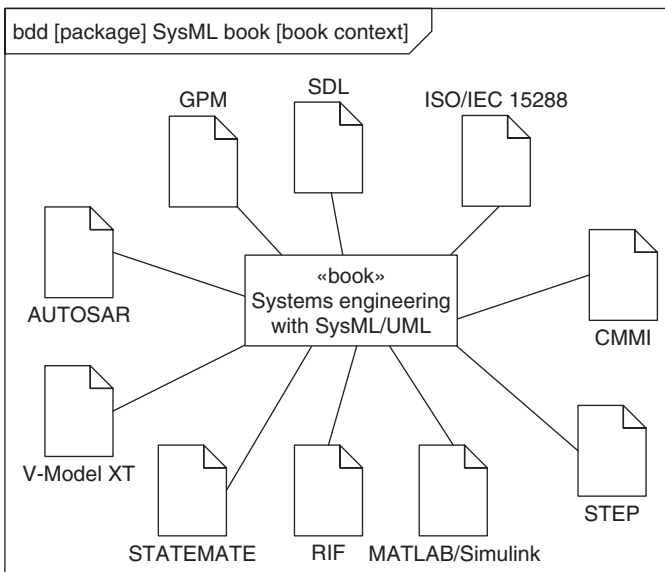 bdd [package] SysML book [book context]
GPM
SDL
ISO/IEC 15288
«book»
Systems engineering
with SysML/UML
AUTOSAR
CMMI
V-Model XT
STEP
STATEMATE
RIF
MATLAB/Simulink